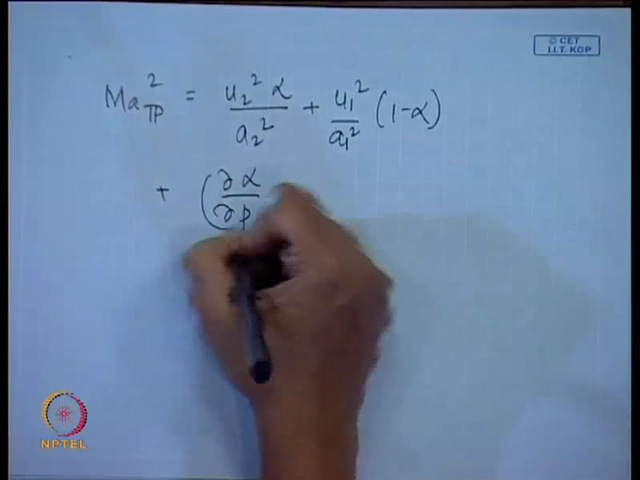 © CET
I.I.T. KGP
Ma_TP^2 = u_2^2 α / a_2^2 + u_1^2 / a_1^2 (1-α)
+ (∂α / ∂p
NPTEL